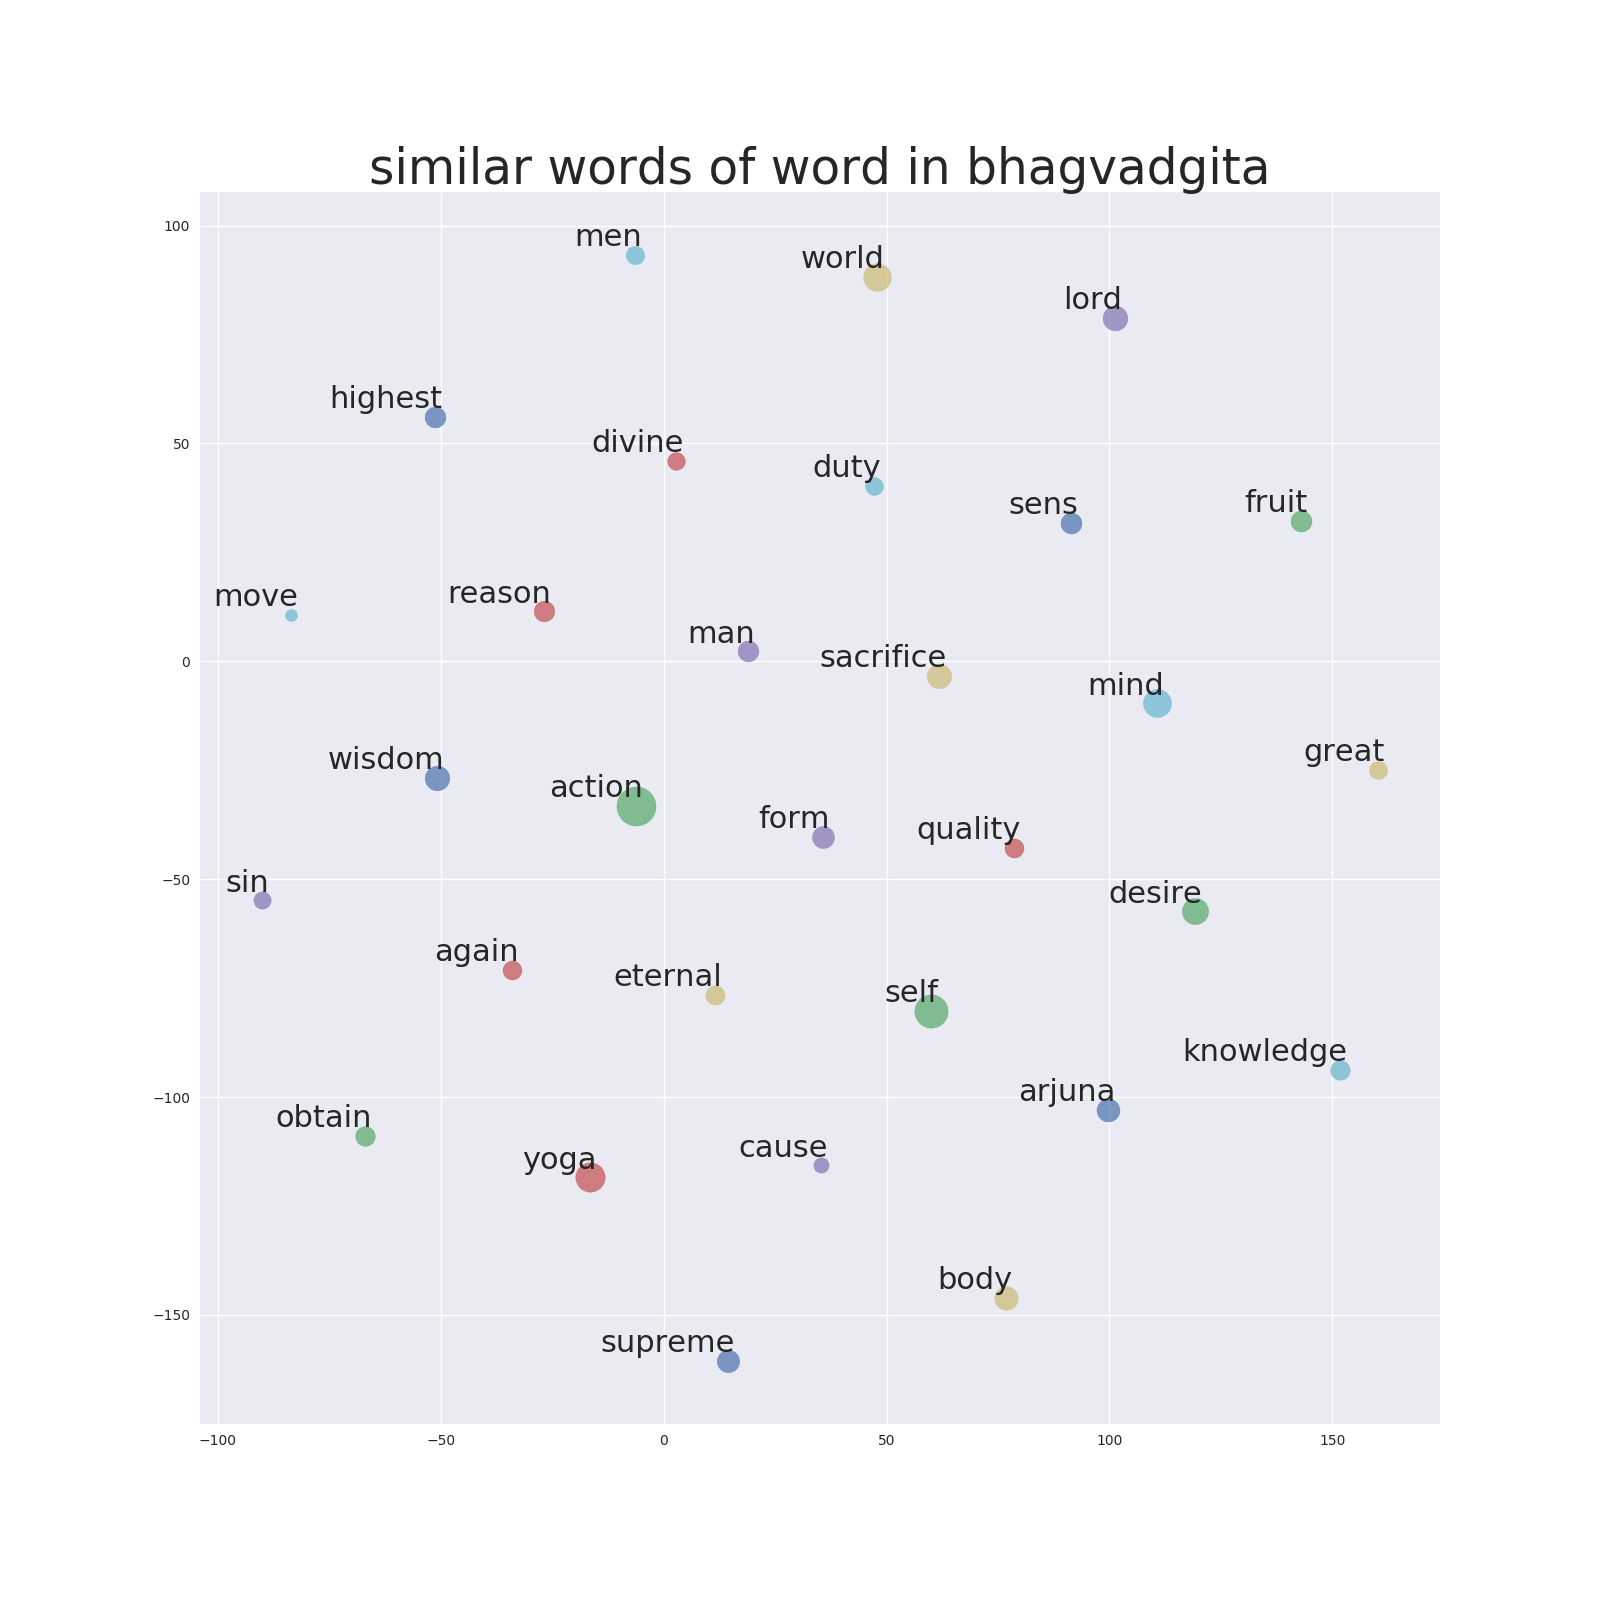 similar words of word in bhagvadgita
100
men
world
lord
highest
50
divine
duty
sens
fruit
move
reason
man
0
sacrifice
mind
great
wisdom
action
form
quality
−50
sin
desire
again
eternal
self
knowledge
−100
arjuna
obtain
cause
yoga
body
−150
supreme
−100 −50 0 50 100 150